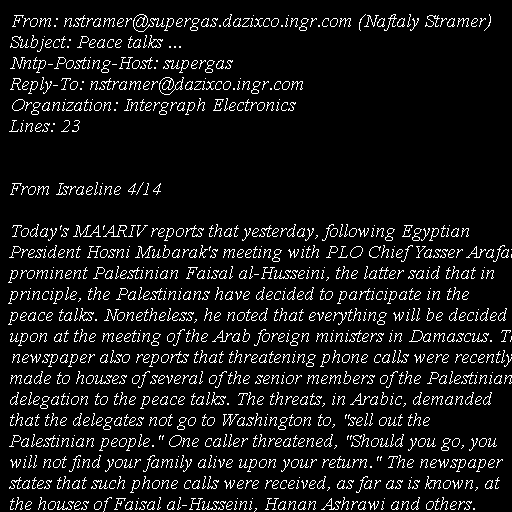 From: nstramer@supergas.dazixco.ingr.com (Naftaly Stramer)
Subject: Peace talks ...
Nntp-Posting-Host: supergas
Reply-To: nstramer@dazixco.ingr.com
Organization: Intergraph Electronics
Lines: 23

From Israeline 4/14

Today's MA'ARIV reports that yesterday, following Egyptian
President Hosni Mubarak's meeting with PLO Chief Yasser
prominent Palestinian Faisal al-Husseini, the latter said that in
principle, the Palestinians have decided to participate in the
peace talks. Nonetheless, he noted that everything will be decided
upon at the meeting of the Arab foreign ministers in Damascus.
newspaper also reports that threatening phone calls were recently
made to houses of several of the senior members of the Palestinian
delegation to the peace talks. The threats, in Arabic, demanded
that the delegates not go to Washington to, "sell out the
Palestinian people." One caller threatened, "Should you go, you
will not find your family alive upon your return." The newspaper
states that such phone calls were received, as far as is known, at
the houses of Faisal al-Husseini, Hanan Ashrawi and others.